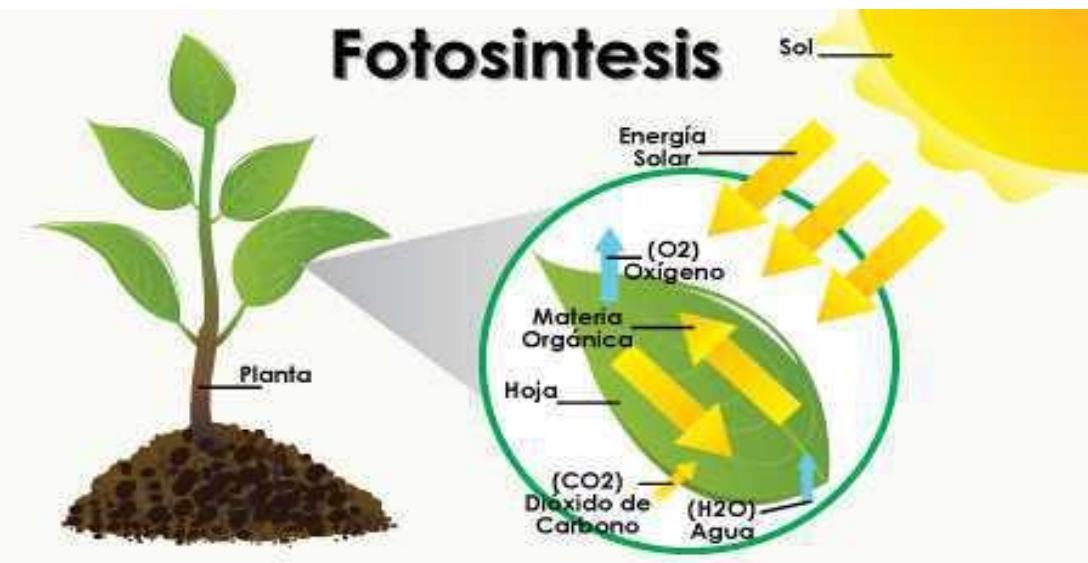 Fotosintesis
Sol
Energía
Solar
(O2)
Oxígeno
Materia
Orgánica
Planta
Hoja
(CO2)
Dióxido de
Carbono
(H2O)
Agua